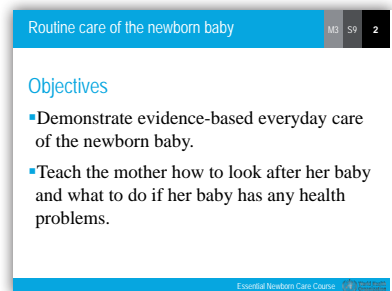 Routine care of the newborn baby
M3 S9 2
Objectives
▪Demonstrate evidence-based everyday care
of the newborn baby.
▪Teach the mother how to look after her baby
and what to do if her baby has any health
problems.
Essential Newborn Care Course